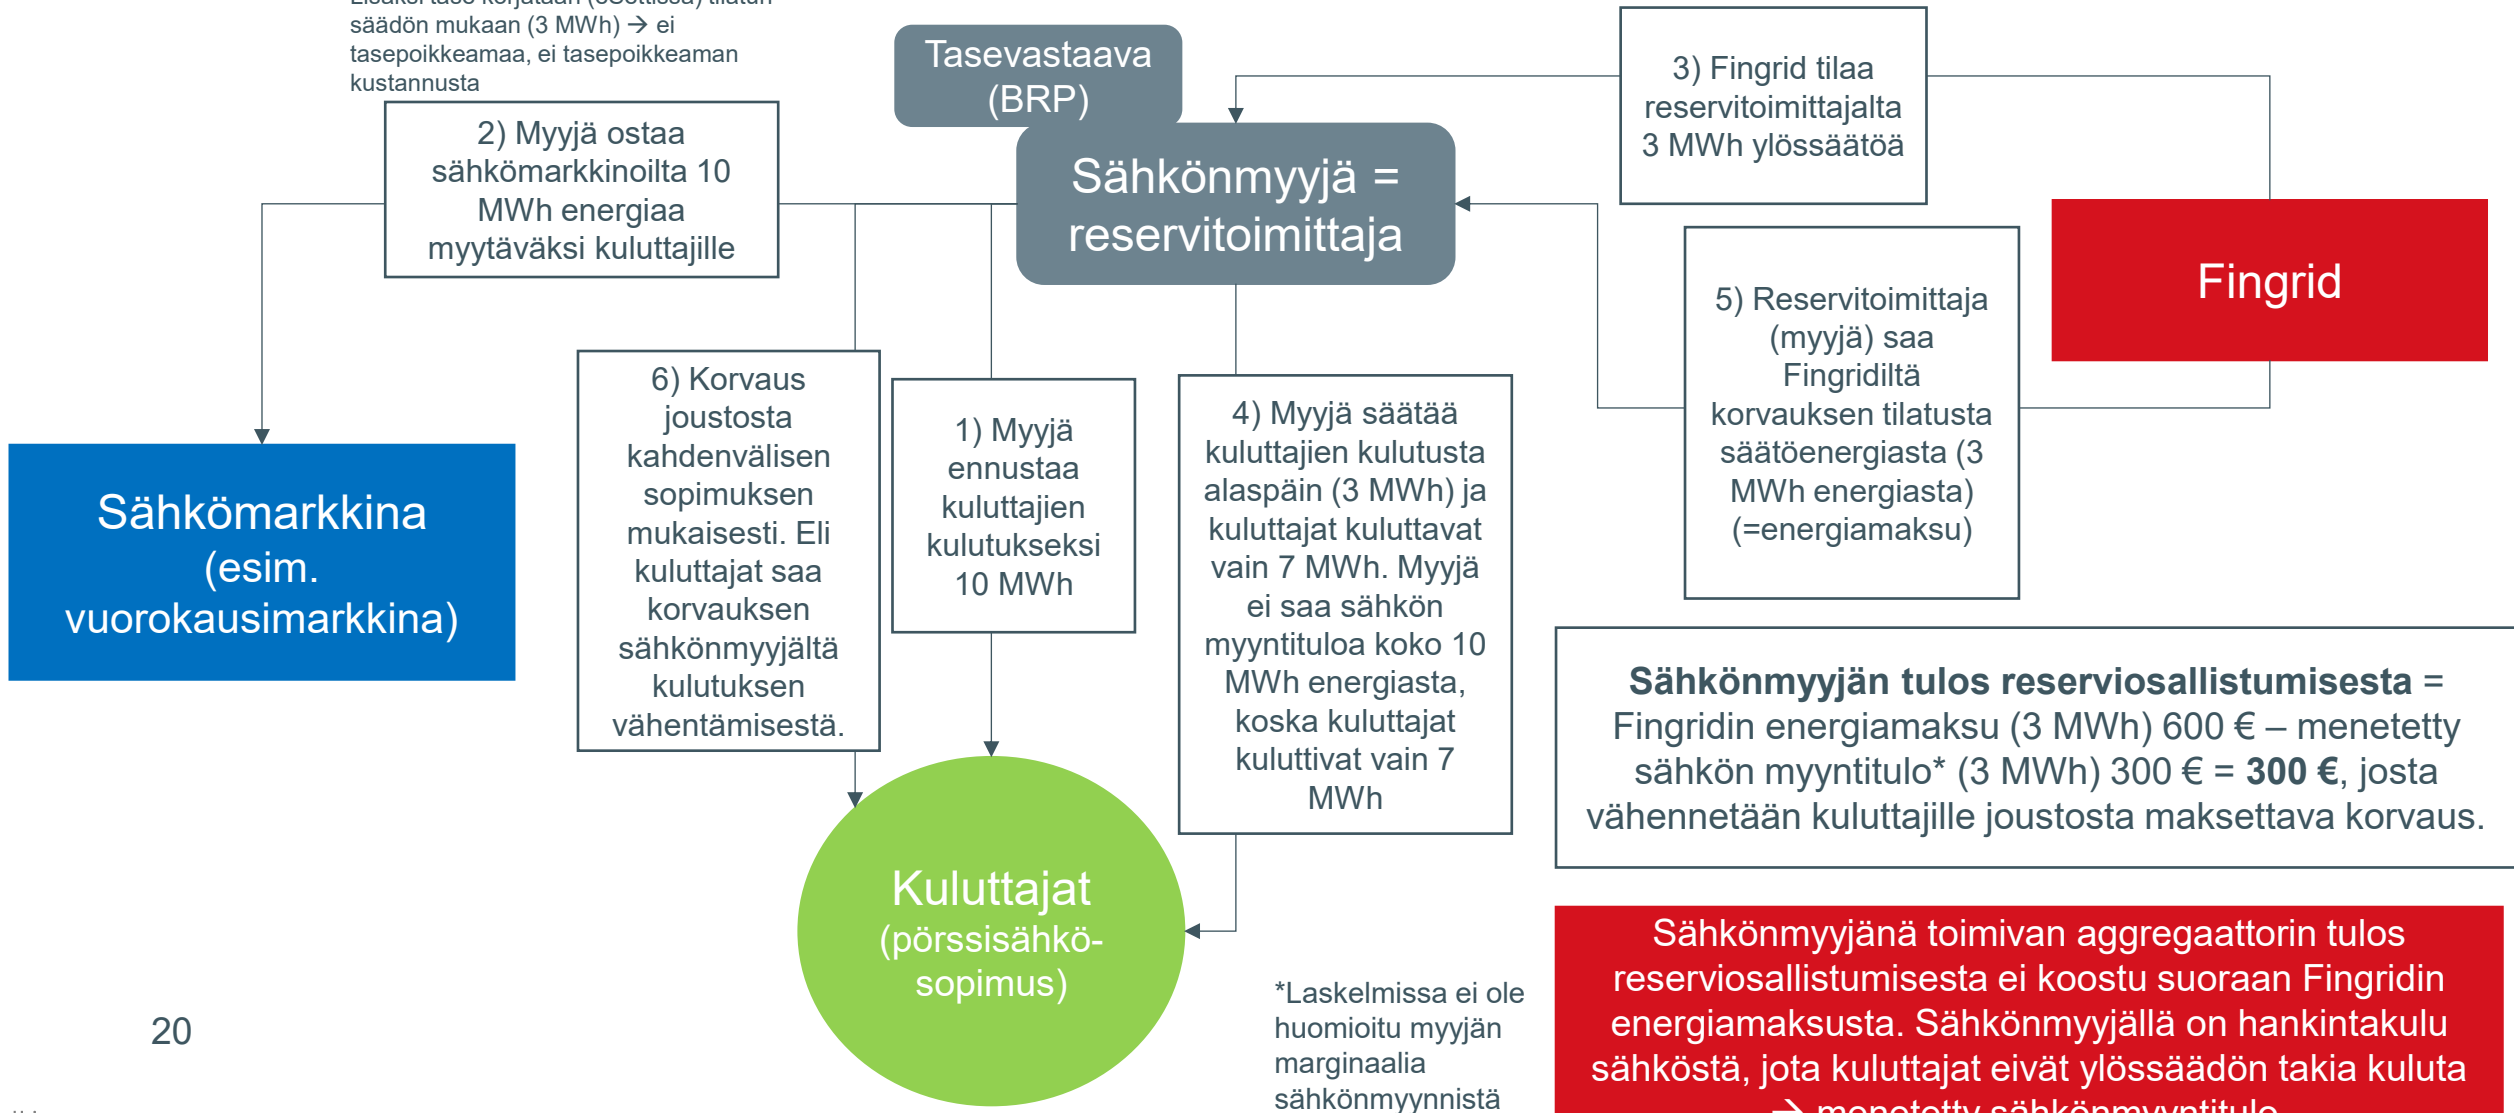 säädön mukaan (3 MWh) → ei
tasepoikkeamaa, ei tasepoikkeaman
kustannusta
Tasevastaava
(BRP)
2) Myyjä ostaa
sähkömarkkinoilta 10
MWh energiaa
myytäväksi kuluttajille
Sähkönmyyjä =
reservitoimittaja
3) Fingrid tilaa
reservitoimittajalta
3 MWh ylössäätöä
Fingrid
5) Reservitoimittaja
(myyjä) saa
Fingridiltä
korvauksen tilatusta
säätöenergiasta (3
MWh energiasta)
(=energiamaksu)
6) Korvaus
joustosta
kahdenvälisen
sopimuksen
mukaisesti. Eli
kuluttajat saa
korvauksen
sähkönmyyjältä
kulutuksen
vähentämisestä.
1) Myyjä
ennustaa
kuluttajien
kulutukseksi
10 MWh
4) Myyjä säätää
kuluttajien kulutusta
alaspäin (3 MWh) ja
kuluttajat kuluttavat
vain 7 MWh. Myyjä
ei saa sähkön
myyntituloa koko 10
MWh energiasta,
koska kuluttajat
kuluttivat vain 7
MWh
Sähkömarkkina
(esim.
vuorokausimarkkina)
Sähkönmyyjän tulos reserviosallistumisesta =
Fingridin energiamaksu (3 MWh) 600 € – menetetty
sähkön myyntitulo* (3 MWh) 300 € = 300 €, josta
vähennetään kuluttajille joustosta maksettava korvaus.
Kuluttajat
(pörssisähkö-
sopimus)
*Laskelmissa ei ole
huomioitu myyjän
marginaalia
sähkönmyynnistä
Sähkönmyyjänä toimivan aggregaattorin tulos
reserviosallistumisesta ei koostu suoraan Fingridin
energiamaksusta. Sähkönmyyjällä on hankintakulu
sähköstä, jota kuluttajat eivät ylössäädön takia kuluta
→ menetetty sähkönmyyntitulo
20